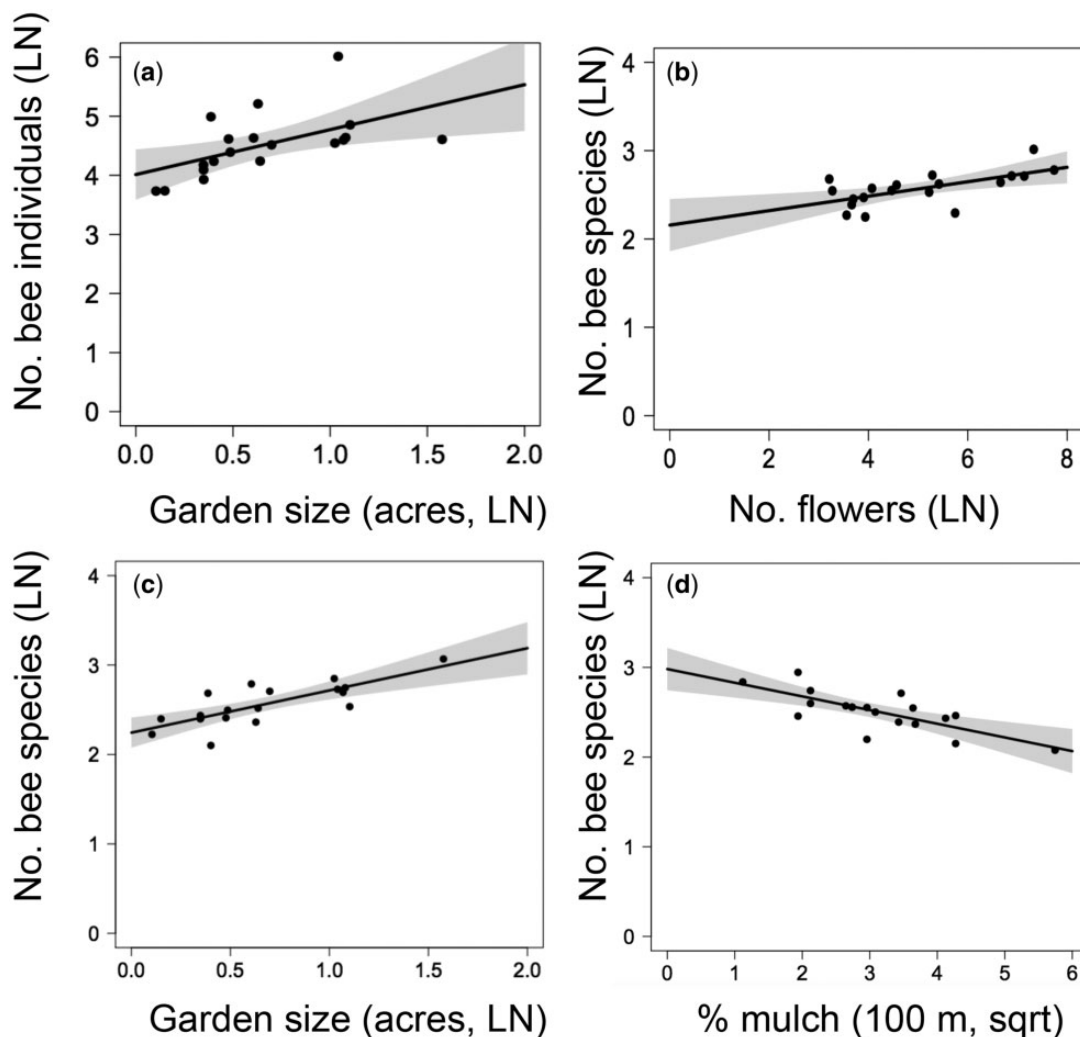 No. bee individuals (LN)
(a)
6
5
4
3
2
1
0
0.0 0.5 1.0 1.5 2.0
Garden size (acres, LN)
No. bee species (LN)
(b)
4
3
2
1
0
0 2 4 6 8
No. flowers (LN)
No. bee species (LN)
(c)
4
3
2
1
0
0.0 0.5 1.0 1.5 2.0
Garden size (acres, LN)
No. bee species (LN)
(d)
4
3
2
1
0
0 1 2 3 4 5 6
% mulch (100 m, sqrt)